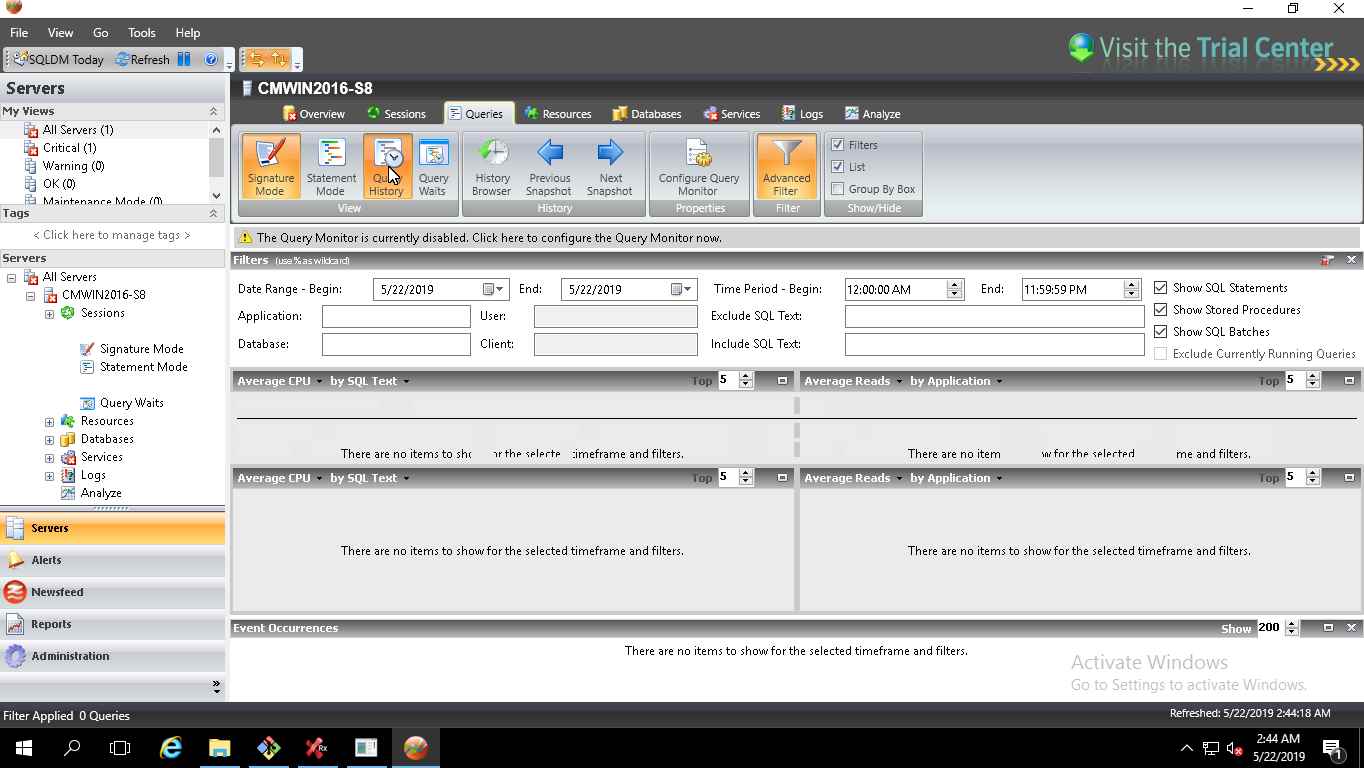 File View Go Tools Help
SQLDM Today Refresh
Visit the Trial Center
Servers
CMWIN2016-S8
My Views
Overview Sessions Queries Resources Databases Services Logs Analyze
All Servers (1)
Critical (1)
Warning (0)
OK (0)
Maintenance Mode (0)
Signature Mode
Statement Mode
Query History
Query Waits
View
History Browser
Previous Snapshot
Next Snapshot
History
Configure Query Monitor
Properties
Advanced Filter
Filter
Filters
List
Group By Box
Show/Hide
Tags
< Click here to manage tags >
The Query Monitor is currently disabled. Click here to configure the Query Monitor now.
Servers
Filters (use % as wildcard)
All Servers
CMWIN2016-S8
Sessions
Signature Mode
Statement Mode
Query Waits
Resources
Databases
Services
Logs
Analyze
Date Range - Begin: 5/22/2019 End: 5/22/2019 Time Period - Begin: 12:00:00 AM End: 11:59:59 PM Show SQL Statements
Application: User: Exclude SQL Text: Show Stored Procedures
Show SQL Batches
Database: Client: Include SQL Text: Exclude Currently Running Queries
Average CPU by SQL Text Top 5 Average Reads by Application Top 5
There are no items to sho or the selecte timeframe and filters. There are no item w for the selected me and filters.
Average CPU by SQL Text Top 5 Average Reads by Application Top 5
There are no items to show for the selected timeframe and filters. There are no items to show for the selected timeframe and filters.
Servers
Alerts
Newsfeed
Reports
Administration
Event Occurrences Show 200
There are no items to show for the selected timeframe and filters.
Activate Windows
Go to Settings to activate Windows.
Filter Applied 0 Queries Refreshed: 5/22/2019 2:44:18 AM
Rx
2:44 AM
5/22/2019
1